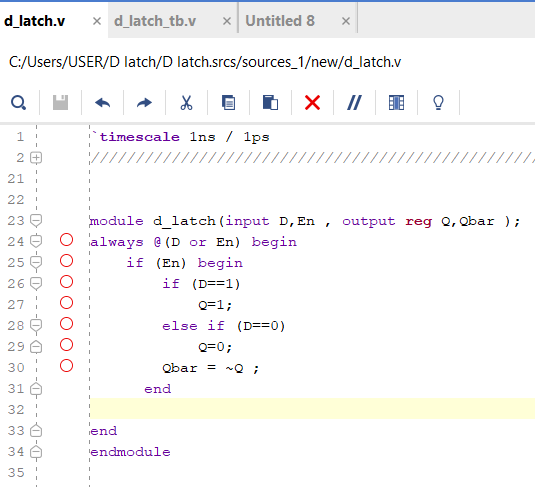 d_latch.v × d_latch_tb.v × Untitled 8 ×
C:/Users/USER/D latch/D latch.srcs/sources_1/new/d_latch.v
1 `timescale 1ns / 1ps
2 //////////////////////////////////////////////////
21
22
23 module d_latch(input D,En , output reg Q,Qbar );
24 always @(D or En) begin
25 if (En) begin
26 if (D==1)
27 Q=1;
28 else if (D==0)
29 Q=0;
30 Qbar = ~Q ;
31 end
32
33 end
34 endmodule
35